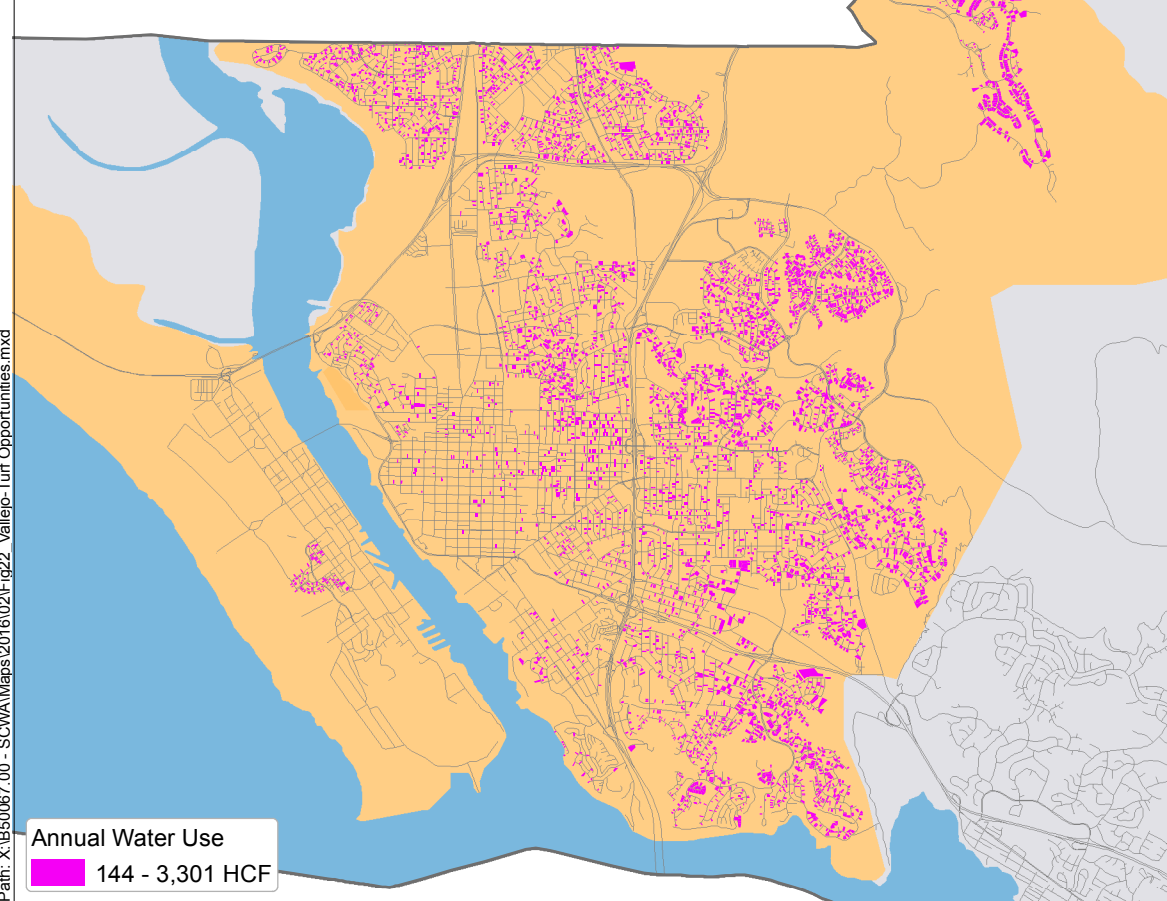 Path: X:\B50067.00 - SCWA\Maps\2016\02\Fig22_Vallejo-Turf Opportunities.mxd
Annual Water Use
144 - 3,301 HCF